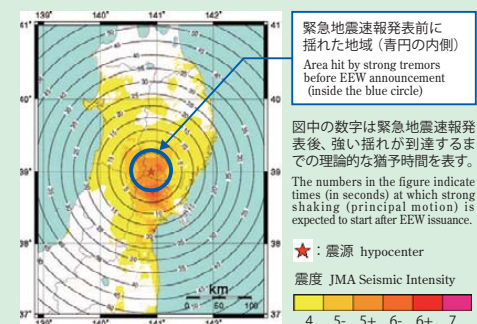 139° 140° 141° 142°
41°
40°
39°
38°
37°
km
0 50 100
緊急地震速報発表前に
揺れた地域（青円の内側）
Area hit by strong tremors
before EEW announcement
(inside the blue circle)
図中の数字は緊急地震速報発
表後、強い揺れが到達するま
での理論的な猶予時間を表す。
The numbers in the figure indicate
times (in seconds) at which strong
shaking (principal motion) is
expected to start after EEW issuance.
：震源 hypocenter
震度 JMA Seismic Intensity
4 5- 5+ 6- 6+ 7